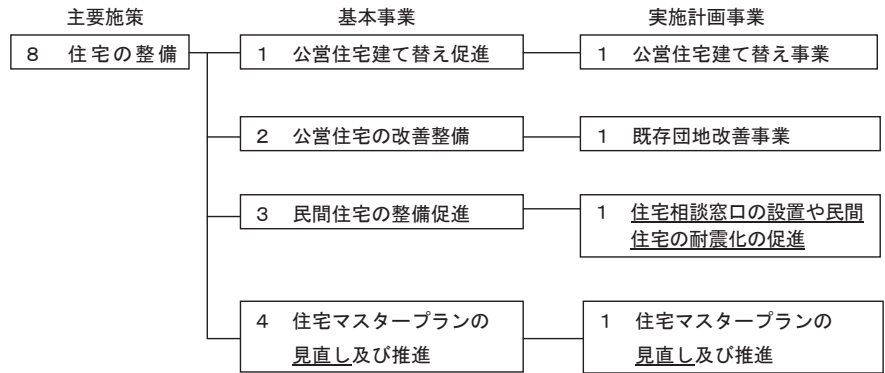 主要施策 基本事業 実施計画事業
8 住宅の整備 1 公営住宅建て替え促進 1 公営住宅建て替え事業
2 公営住宅の改善整備 1 既存団地改善事業
3 民間住宅の整備促進 1 住宅相談窓口の設置や民間
住宅の耐震化の促進
4 住宅マスタープランの 1 住宅マスタープランの
見直し及び推進 見直し及び推進